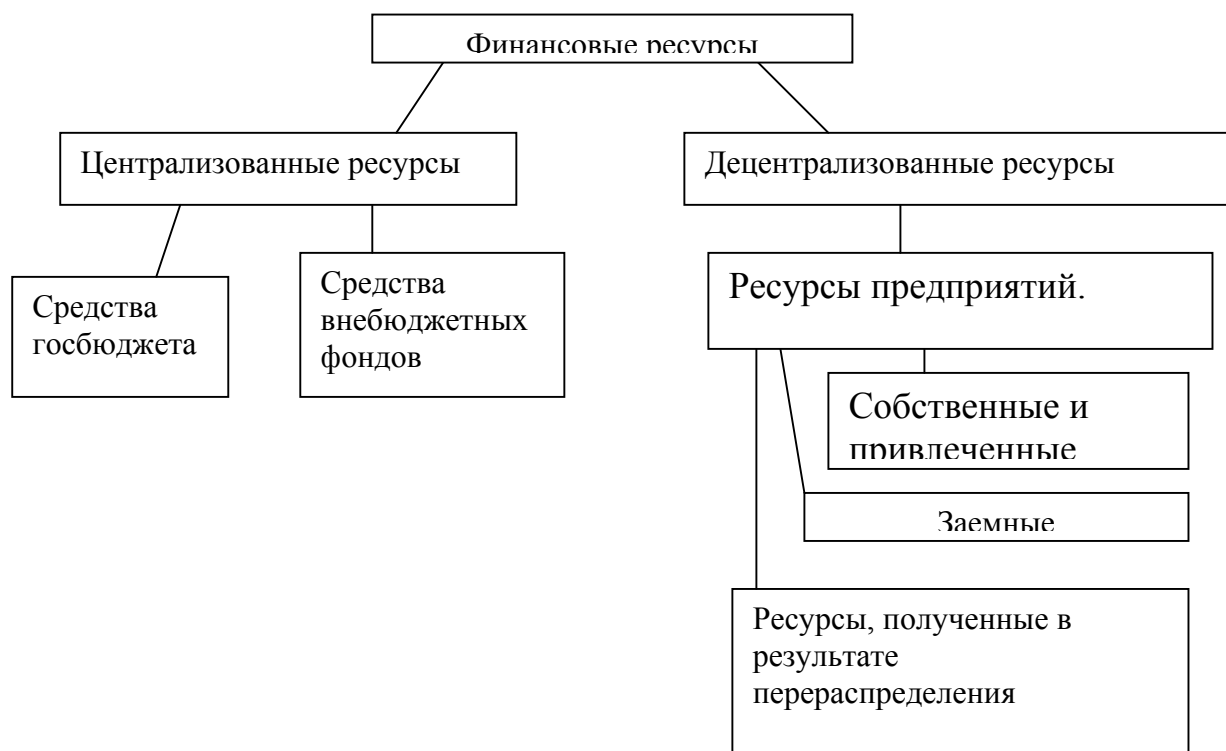 Финансовые ресурсы
Централизованные ресурсы
Децентрализованные ресурсы
Средства
госбюджета
Средства
внебюджетных
фондов
Ресурсы предприятий.
Собственные и
привлеченные
Заемные
Ресурсы, полученные в
результате
перераспределения